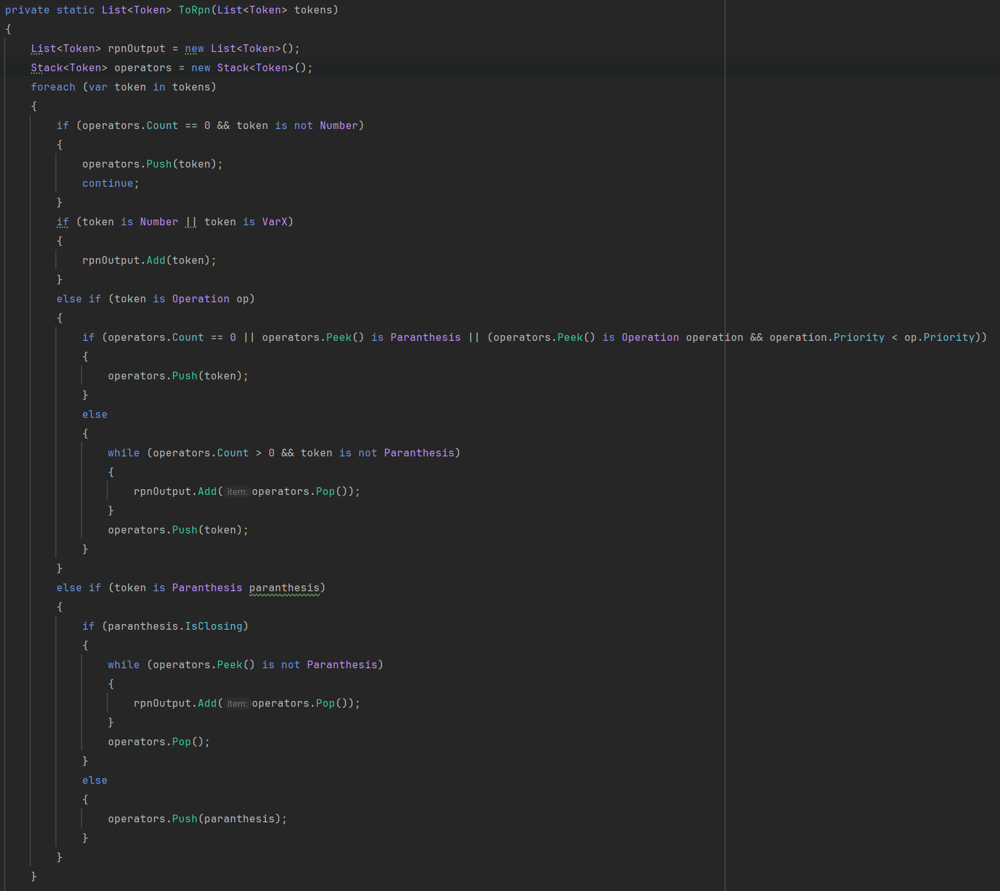 private static List<Token> ToRpn(List<Token> tokens)
{
    List<Token> rpnOutput = new List<Token>();
    Stack<Token> operators = new Stack<Token>();
    foreach (var token in tokens)
    {
        if (operators.Count == 0 && token is not Number)
        {
            operators.Push(token);
            continue;
        }
        if (token is Number || token is VarX)
        {
            rpnOutput.Add(token);
        }
        else if (token is Operation op)
        {
            if (operators.Count == 0 || operators.Peek() is Paranthesis || (operators.Peek() is Operation operation && operation.Priority < op.Priority))
            {
                operators.Push(token);
            }
            else
            {
                while (operators.Count > 0 && token is not Paranthesis)
                {
                    rpnOutput.Add( item: operators.Pop());
                }
                operators.Push(token);
            }
        }
        else if (token is Paranthesis paranthesis)
        {
            if (paranthesis.IsClosing)
            {
                while (operators.Peek() is not Paranthesis)
                {
                    rpnOutput.Add( item: operators.Pop());
                }
                operators.Pop();
            }
            else
            {
                operators.Push(paranthesis);
            }
        }
    }